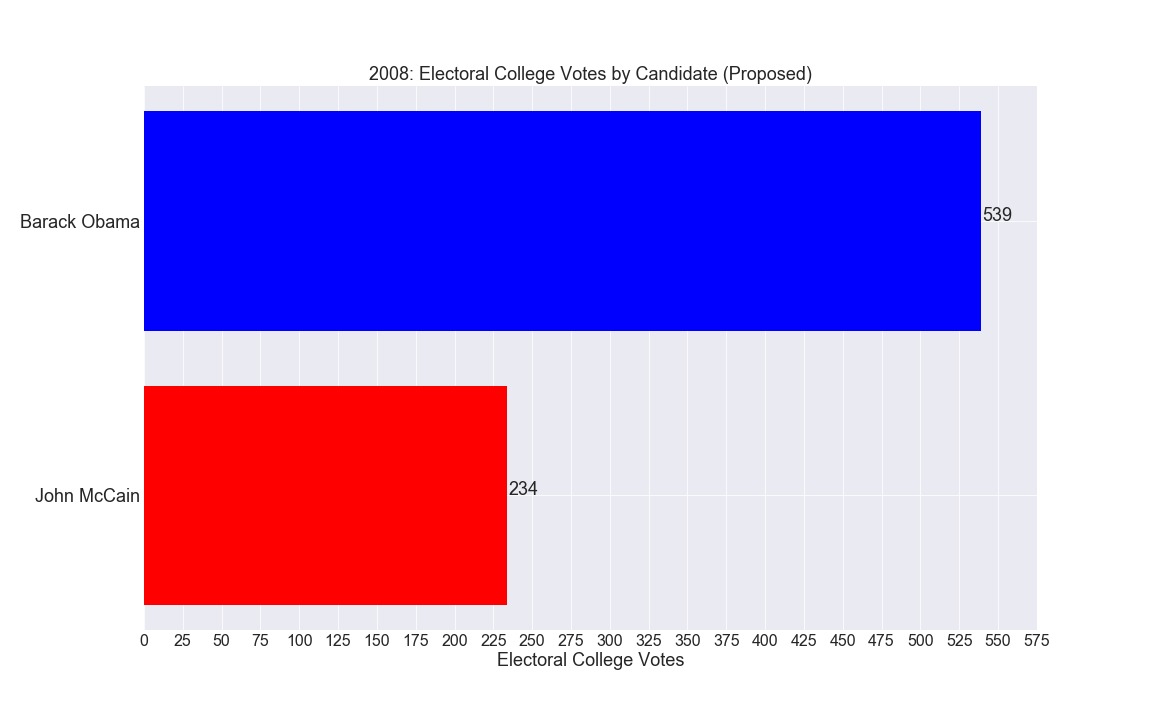 2008: Electoral College Votes by Candidate (Proposed)
Barack Obama
539
John McCain
234
0 25 50 75 100 125 150 175 200 225 250 275 300 325 350 375 400 425 450 475 500 525 550 575
Electoral College Votes